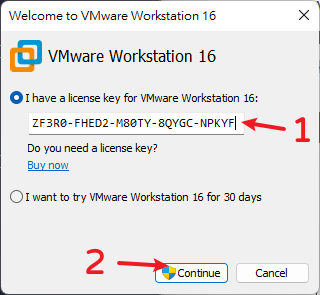 Welcome to VMware Workstation 16
VMware Workstation 16
I have a license key for VMware Workstation 16:
ZF3R0-FHED2-M80TY-8QYGC-NPKYF
1
Do you need a license key?
Buy now
I want to try VMware Workstation 16 for 30 days
2
Continue
Cancel